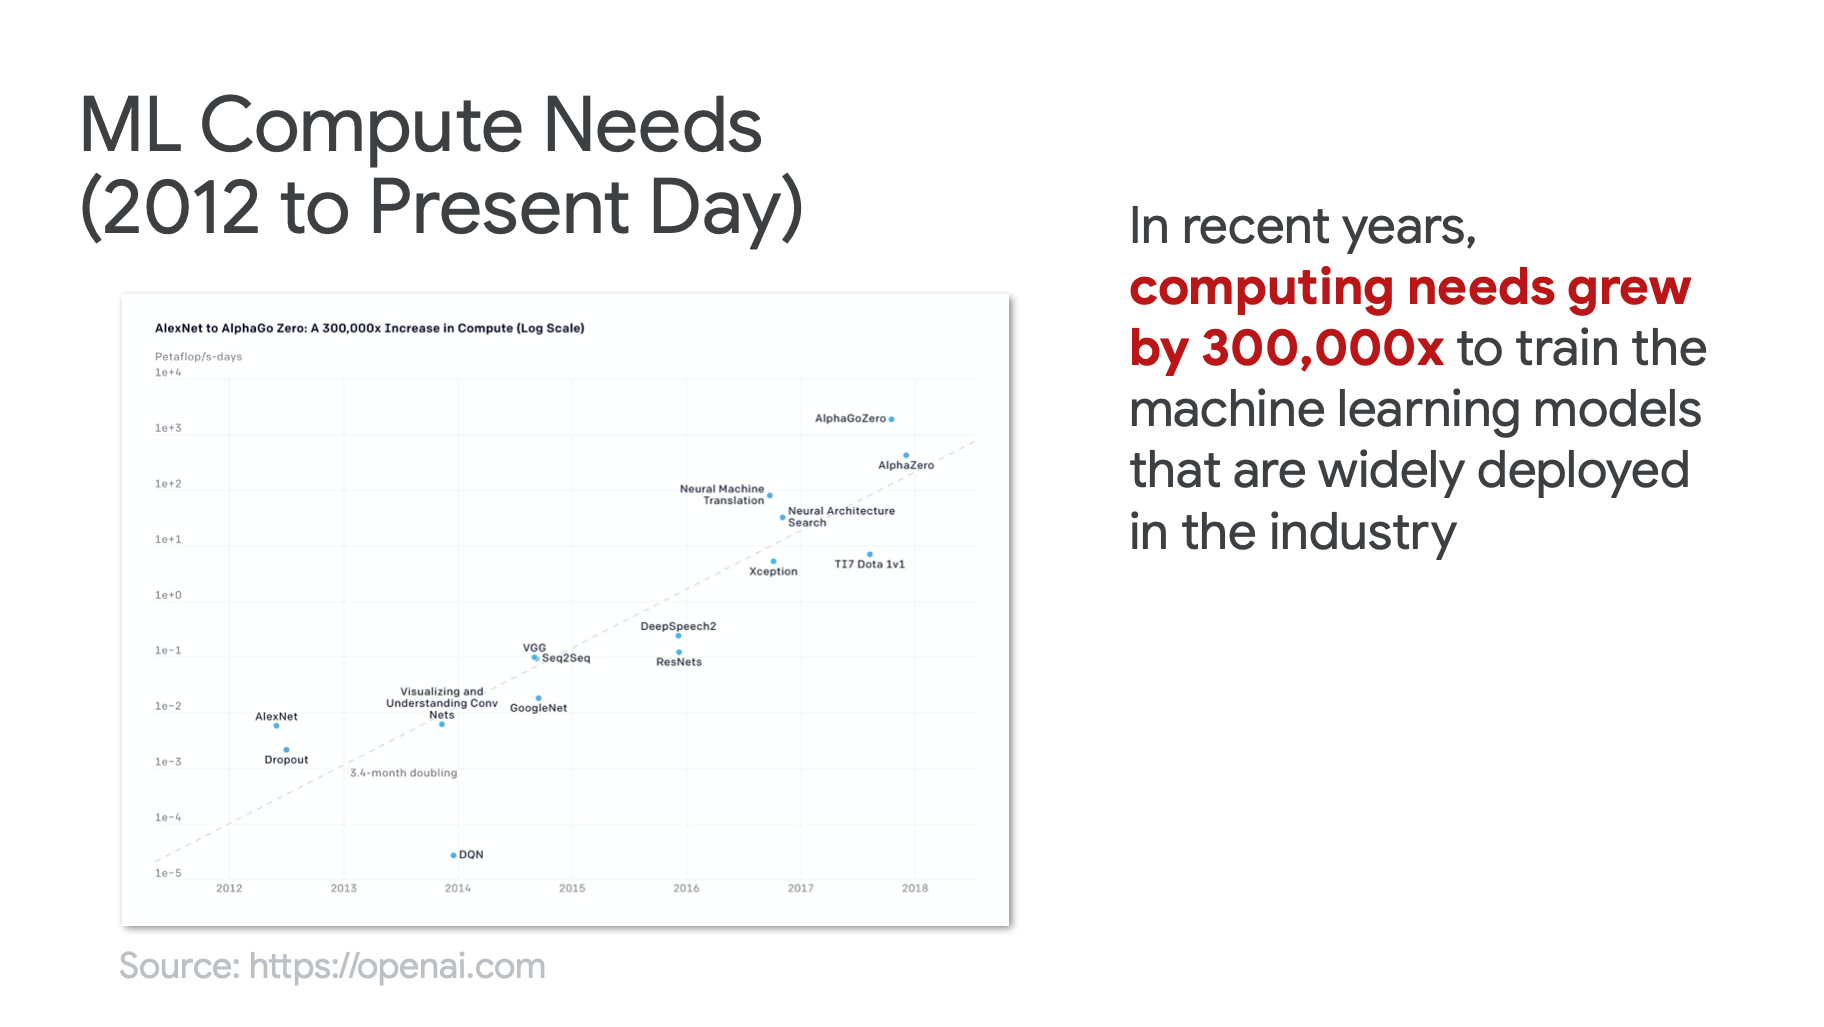 ML Compute Needs
(2012 to Present Day)
In recent years,
computing needs grew
by 300,000x to train the
machine learning models
that are widely deployed
in the industry
AlexNet to AlphaGo Zero: A 300,000x Increase in Compute (Log Scale)
Petaflop/s-days
1e+4
1e+3
1e+2
1e+1
1e+0
1e-1
1e-2
1e-3
1e-4
1e-5
AlphaGoZero
AlphaZero
Neural Machine
Translation
Neural Architecture
Search
Xception
TI7 Dota 1v1
DeepSpeech2
ResNets
VGG
Seq2Seq
Visualizing and
Understanding Conv
Nets
GoogleNet
AlexNet
Dropout
3.4-month doubling
DQN
2012 2013 2014 2015 2016 2017 2018
Source: https://openai.com